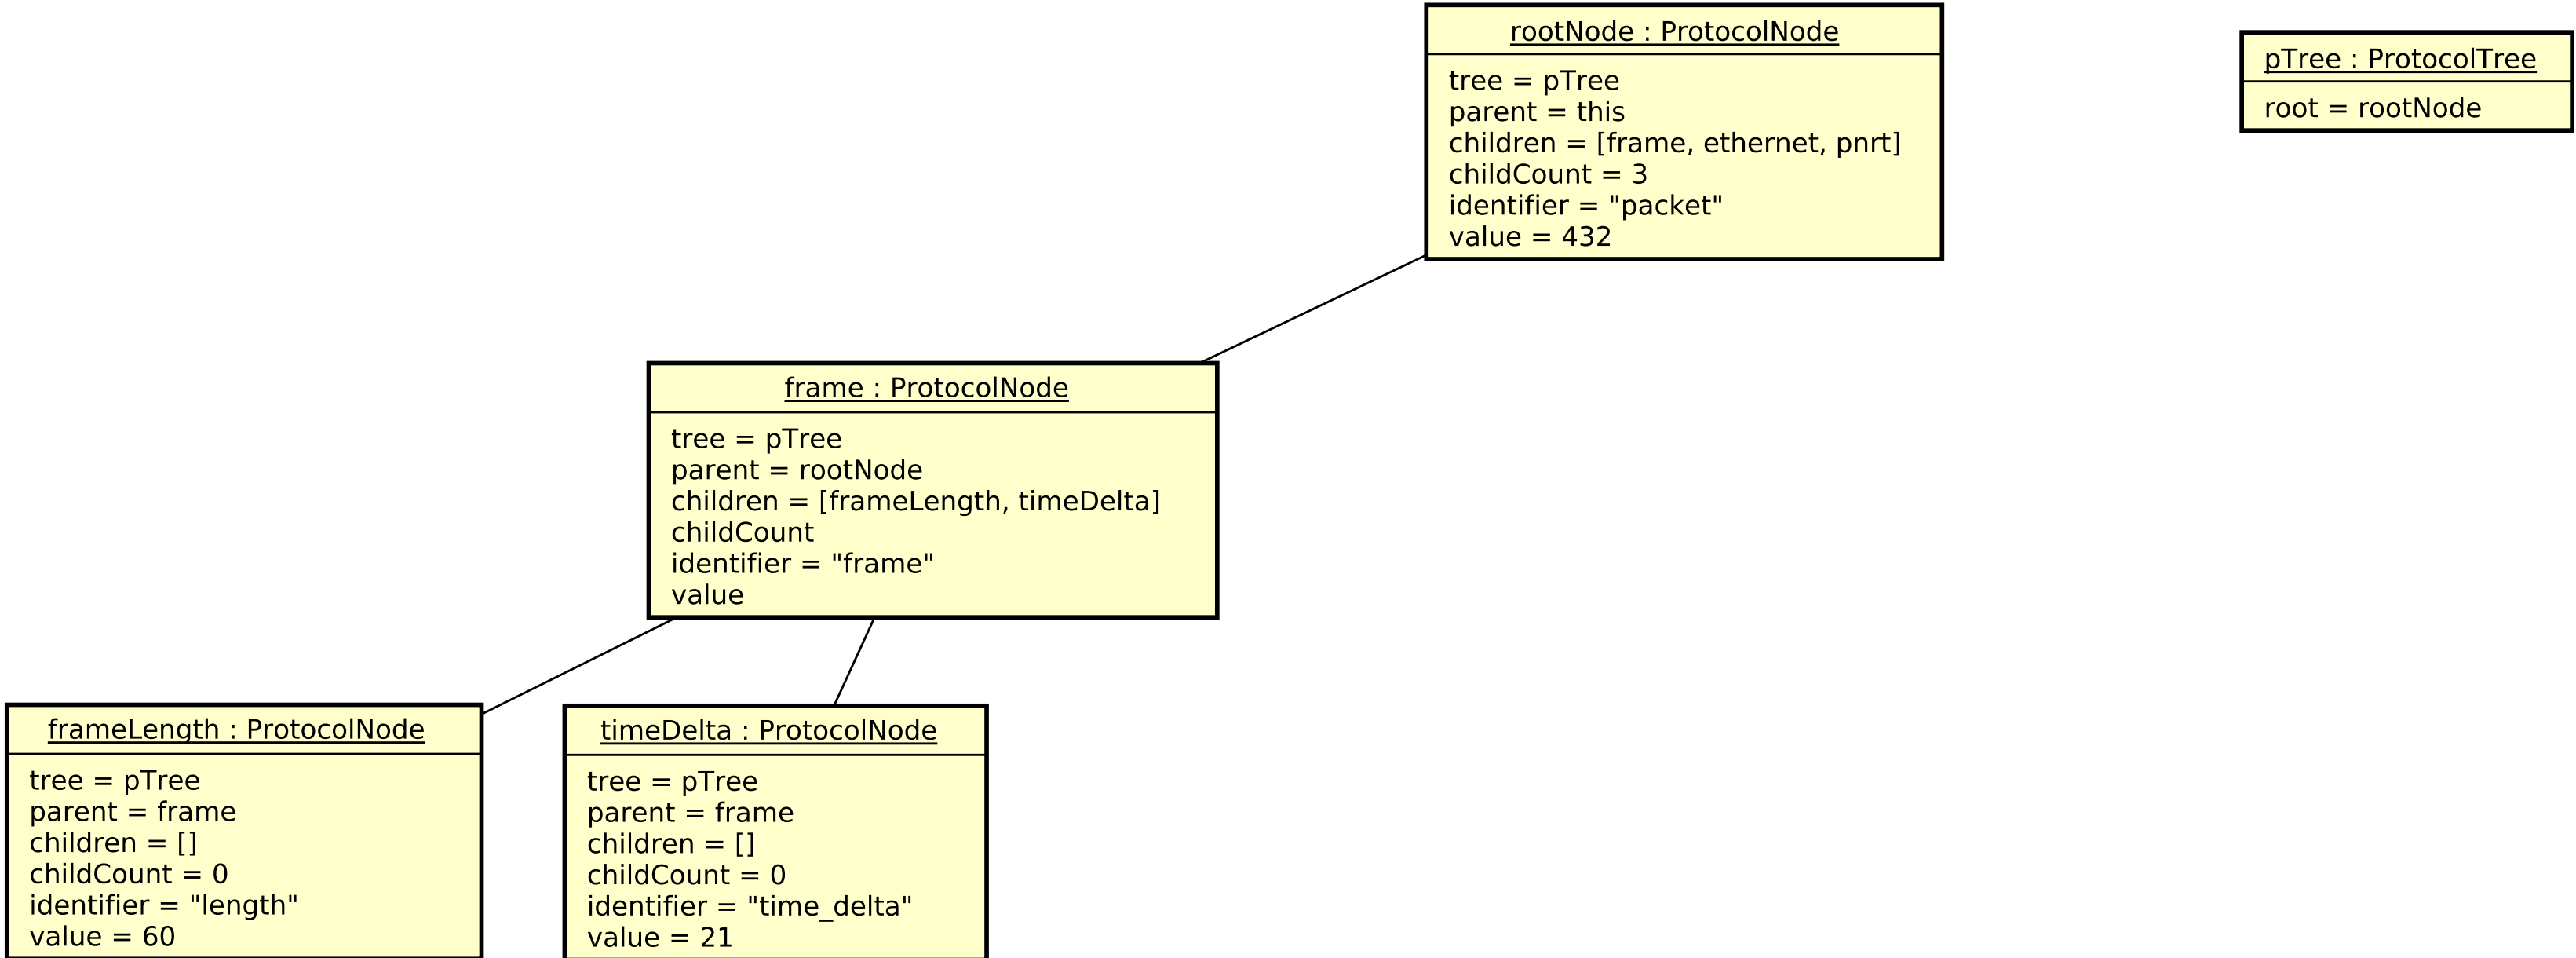 rootNode : ProtocolNode
tree = pTree
parent = this
children = [frame, ethernet, pnrt]
childCount = 3
identifier = "packet"
value = 432
pTree : ProtocolTree
root = rootNode
frame : ProtocolNode
tree = pTree
parent = rootNode
children = [frameLength, timeDelta]
childCount
identifier = "frame"
value
frameLength : ProtocolNode
tree = pTree
parent = frame
children = []
childCount = 0
identifier = "length"
value = 60
timeDelta : ProtocolNode
tree = pTree
parent = frame
children = []
childCount = 0
identifier = "time_delta"
value = 21